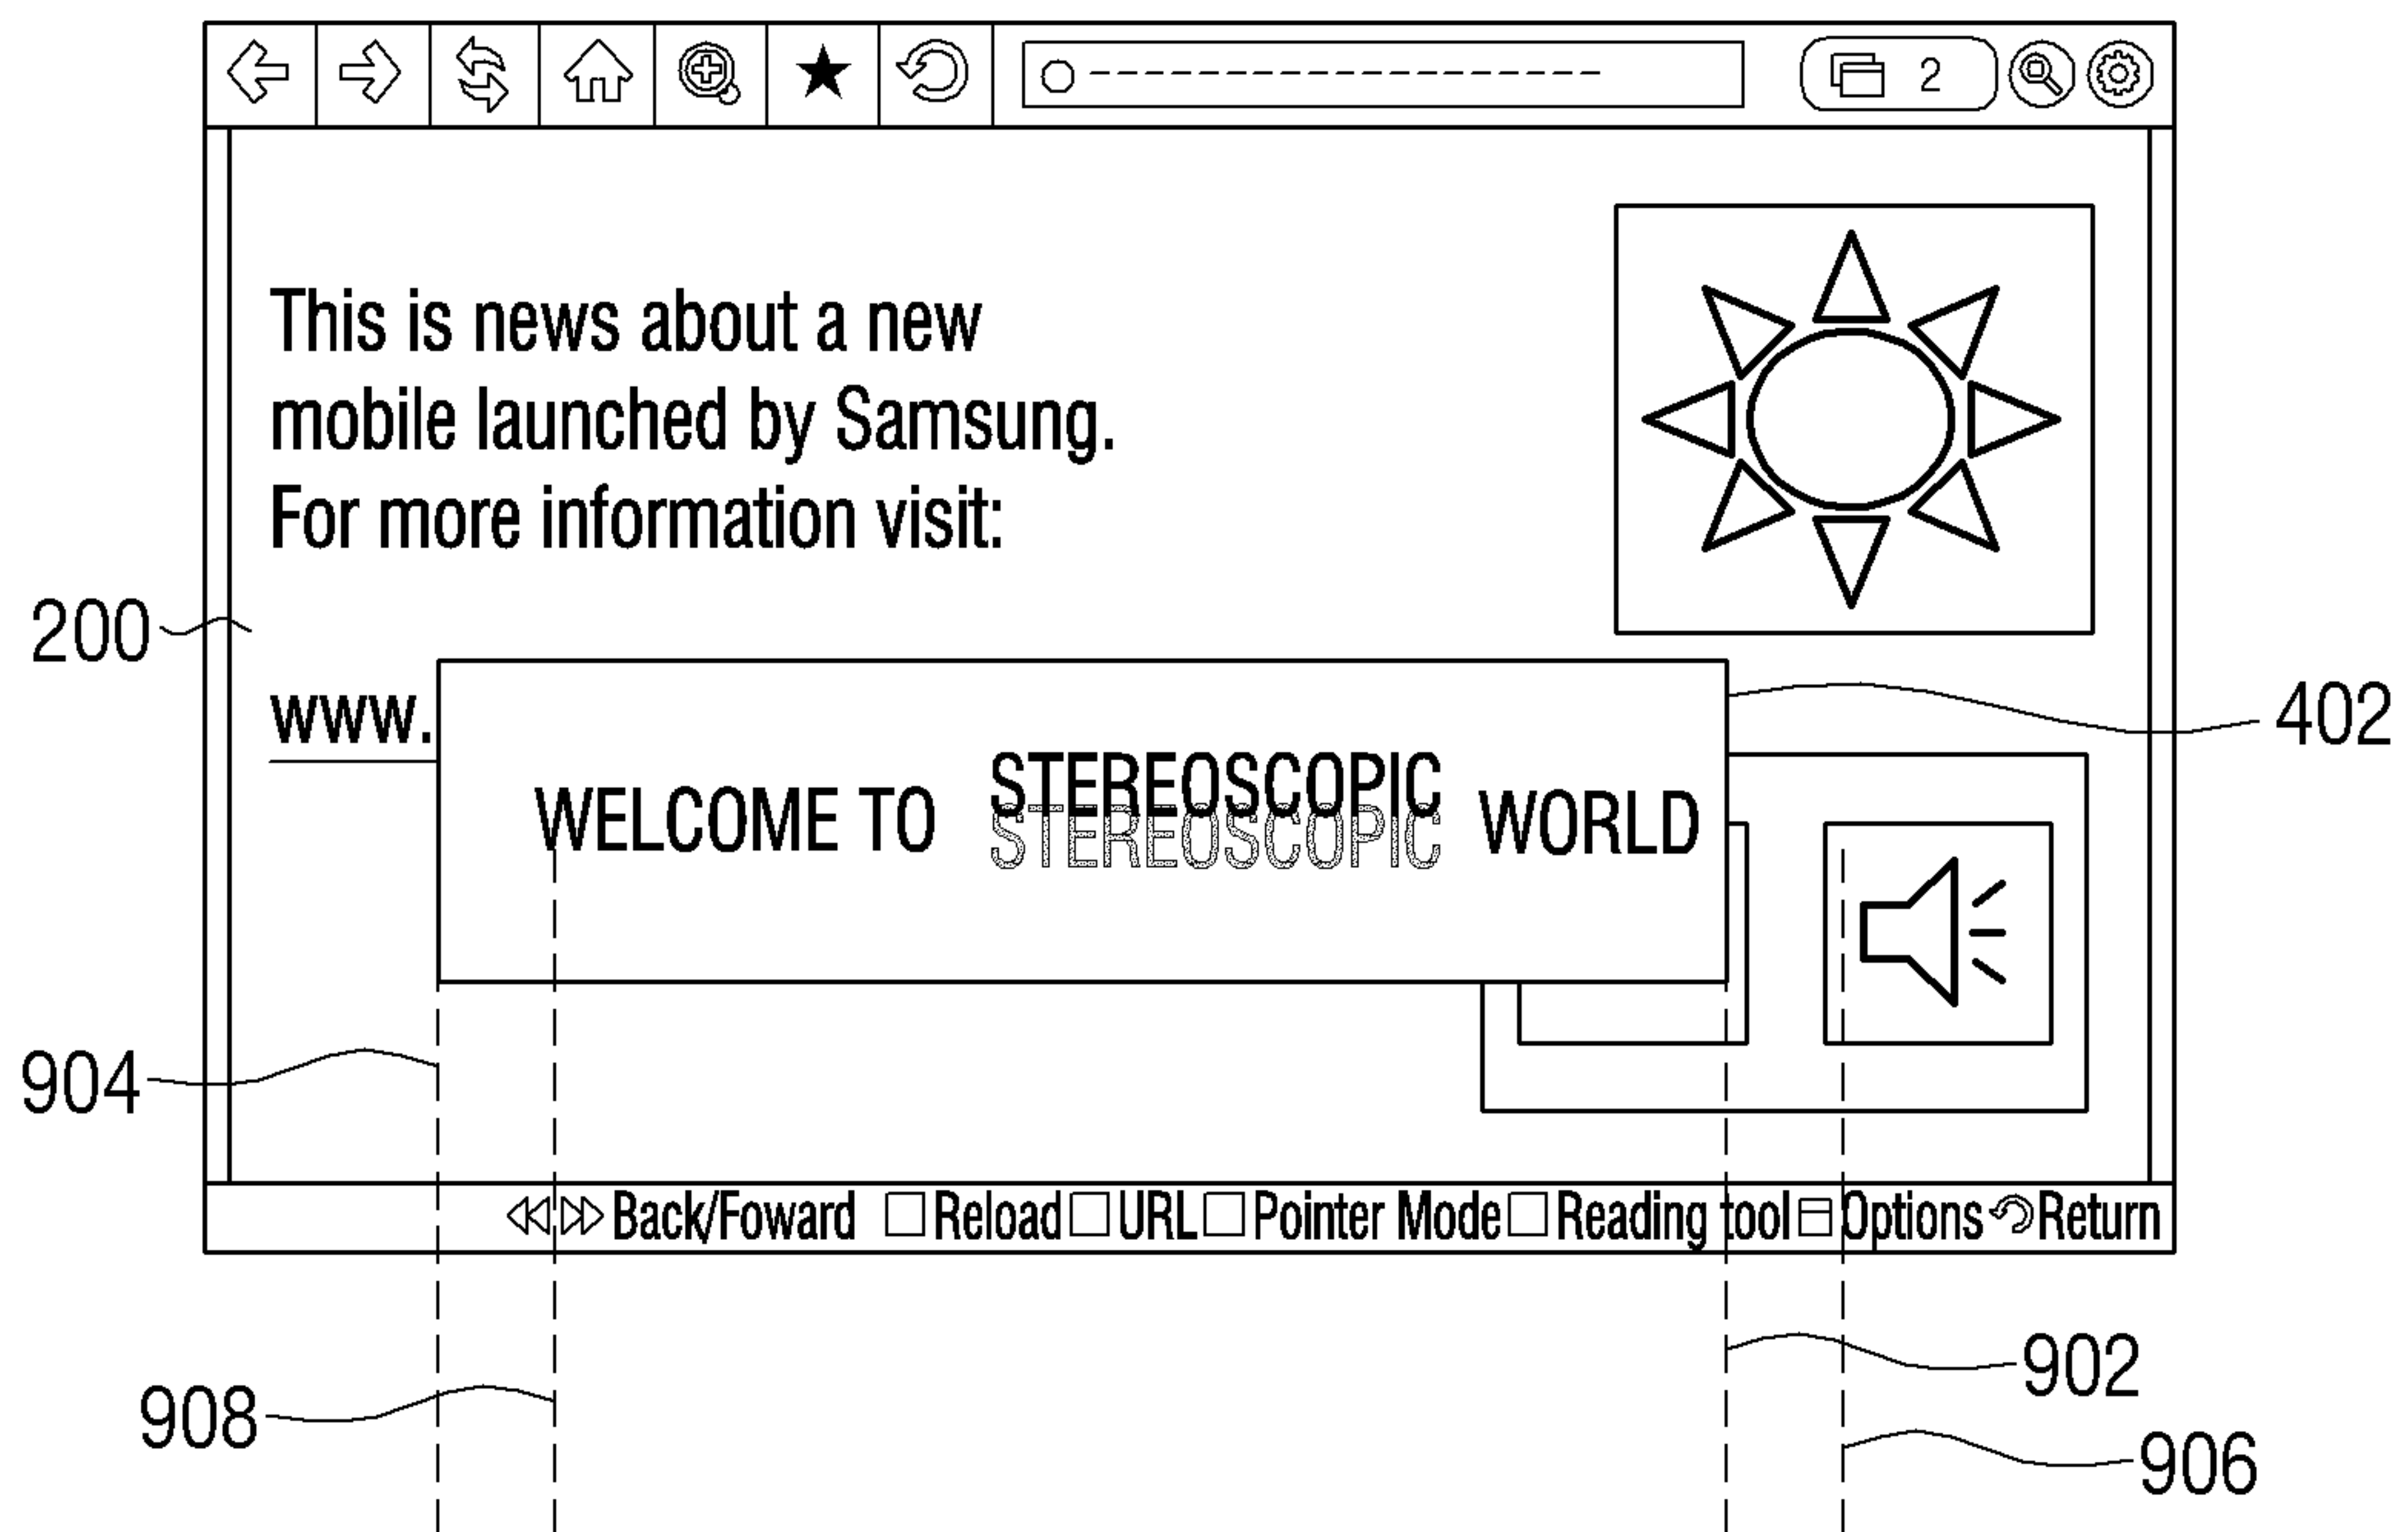 2
This is news about a new
mobile launched by Samsung.
For more information visit:
200
www.
402
WELCOME TO STEREOSCOPIC WORLD
STEREOSCOPIC
904
Back/Foward Reload URL Pointer Mode Reading tool Options Return
902
908
906